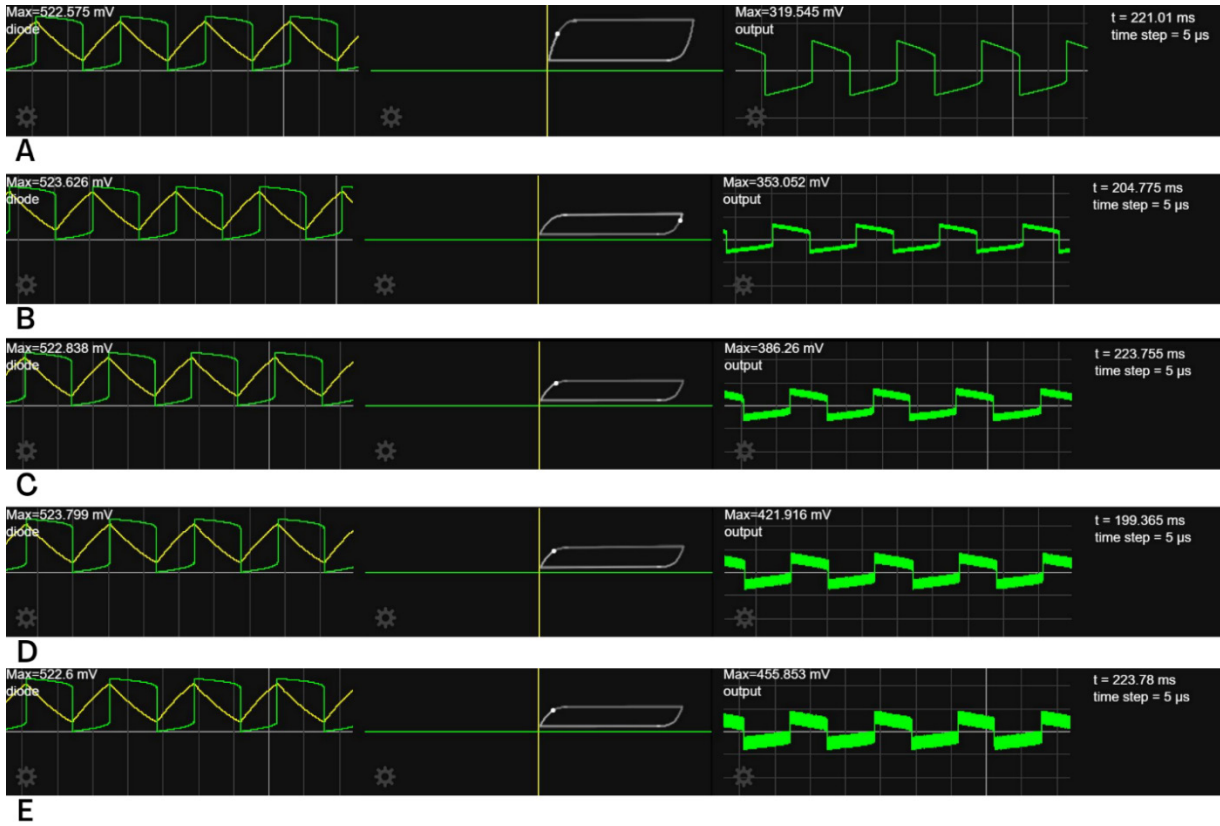 Max=522.575 mV
diode
Max=319.545 mV
output
t = 221.01 ms
time step = 5 µs
A
Max=523.626 mV
diode
Max=353.052 mV
output
t = 204.775 ms
time step = 5 µs
B
Max=522.838 mV
diode
Max=386.26 mV
output
t = 223.755 ms
time step = 5 µs
C
Max=523.799 mV
diode
Max=421.916 mV
output
t = 199.365 ms
time step = 5 µs
D
Max=522.6 mV
diode
Max=455.853 mV
output
t = 223.78 ms
time step = 5 µs
E